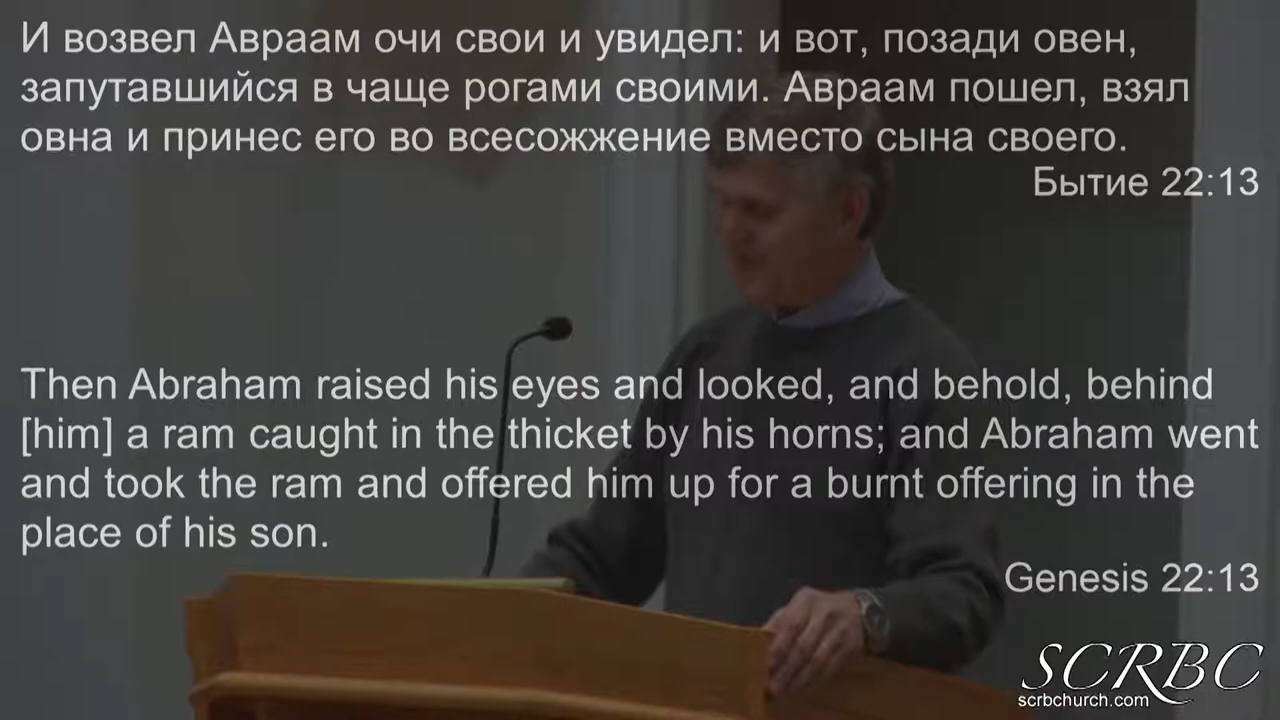 И возвел Авраам очи свои и увидел: и вот, позади овен,
запутавшийся в чаще рогами своими. Авраам пошел, взял
овна и принес его во всесожжение вместо сына своего.
Бытие 22:13
Then Abraham raised his eyes and looked, and behold, behind
[him] a ram caught in the thicket by his horns; and Abraham went
and took the ram and offered him up for a burnt offering in the
place of his son.
Genesis 22:13
SCRBC
scrbchurch.com